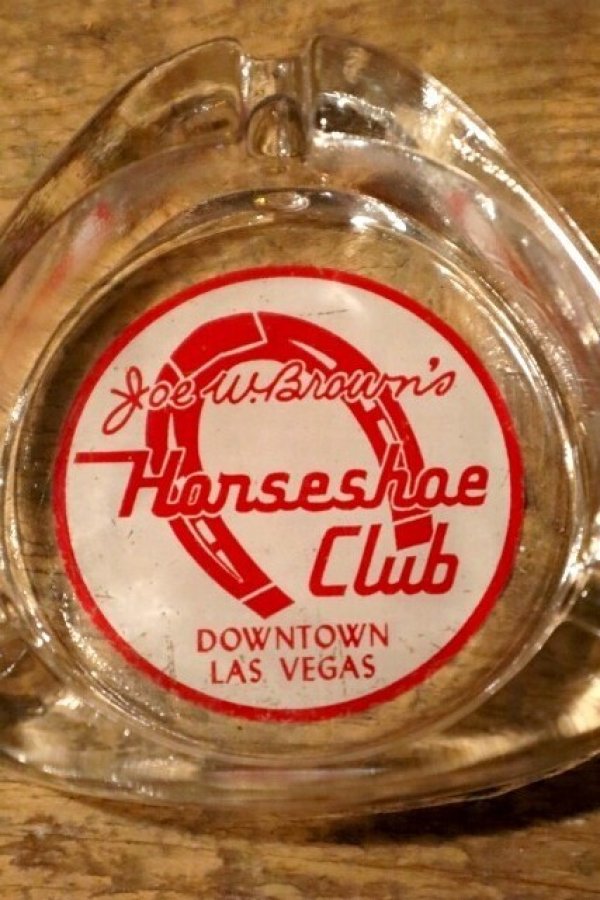 Joe W. Brown's
Horseshoe
Club
DOWNTOWN
LAS VEGAS